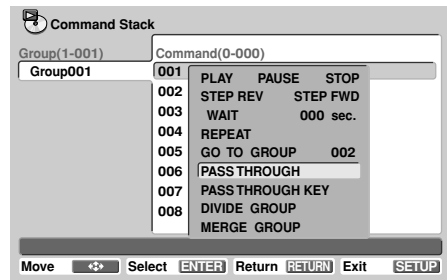 Command Stack
Group(1-001) Command(0-000)
Group001
001
002
003
004
005
006
007
008
PLAY PAUSE STOP
STEP REV STEP FWD
WAIT 000 sec.
REPEAT
GO TO GROUP 002
PASS THROUGH
PASS THROUGH KEY
DIVIDE GROUP
MERGE GROUP
Move Select ENTER Return RETURN Exit SETUP